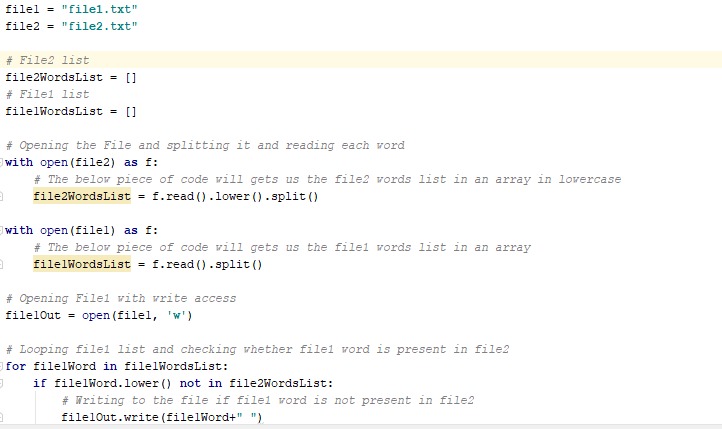 file1 = "file1.txt"
file2 = "file2.txt"
# File2 list
file2WordsList = []
# File1 list
file1WordsList = []
# Opening the File and splitting it and reading each word
with open(file2) as f:
# The below piece of code will gets us the file2 words list in an array in lowercase
file2WordsList = f.read().lower().split()
with open(file1) as f:
# The below piece of code will gets us the file1 words list in an array
file1WordsList = f.read().split()
# Opening File1 with write access
file1Out = open(file1, 'w')
# Looping file1 list and checking whether file1 word is present in file2
for file1Word in file1WordsList:
if file1Word.lower() not in file2WordsList:
# Writing to the file if file1 word is not present in file2
file1Out.write(file1Word+" ")